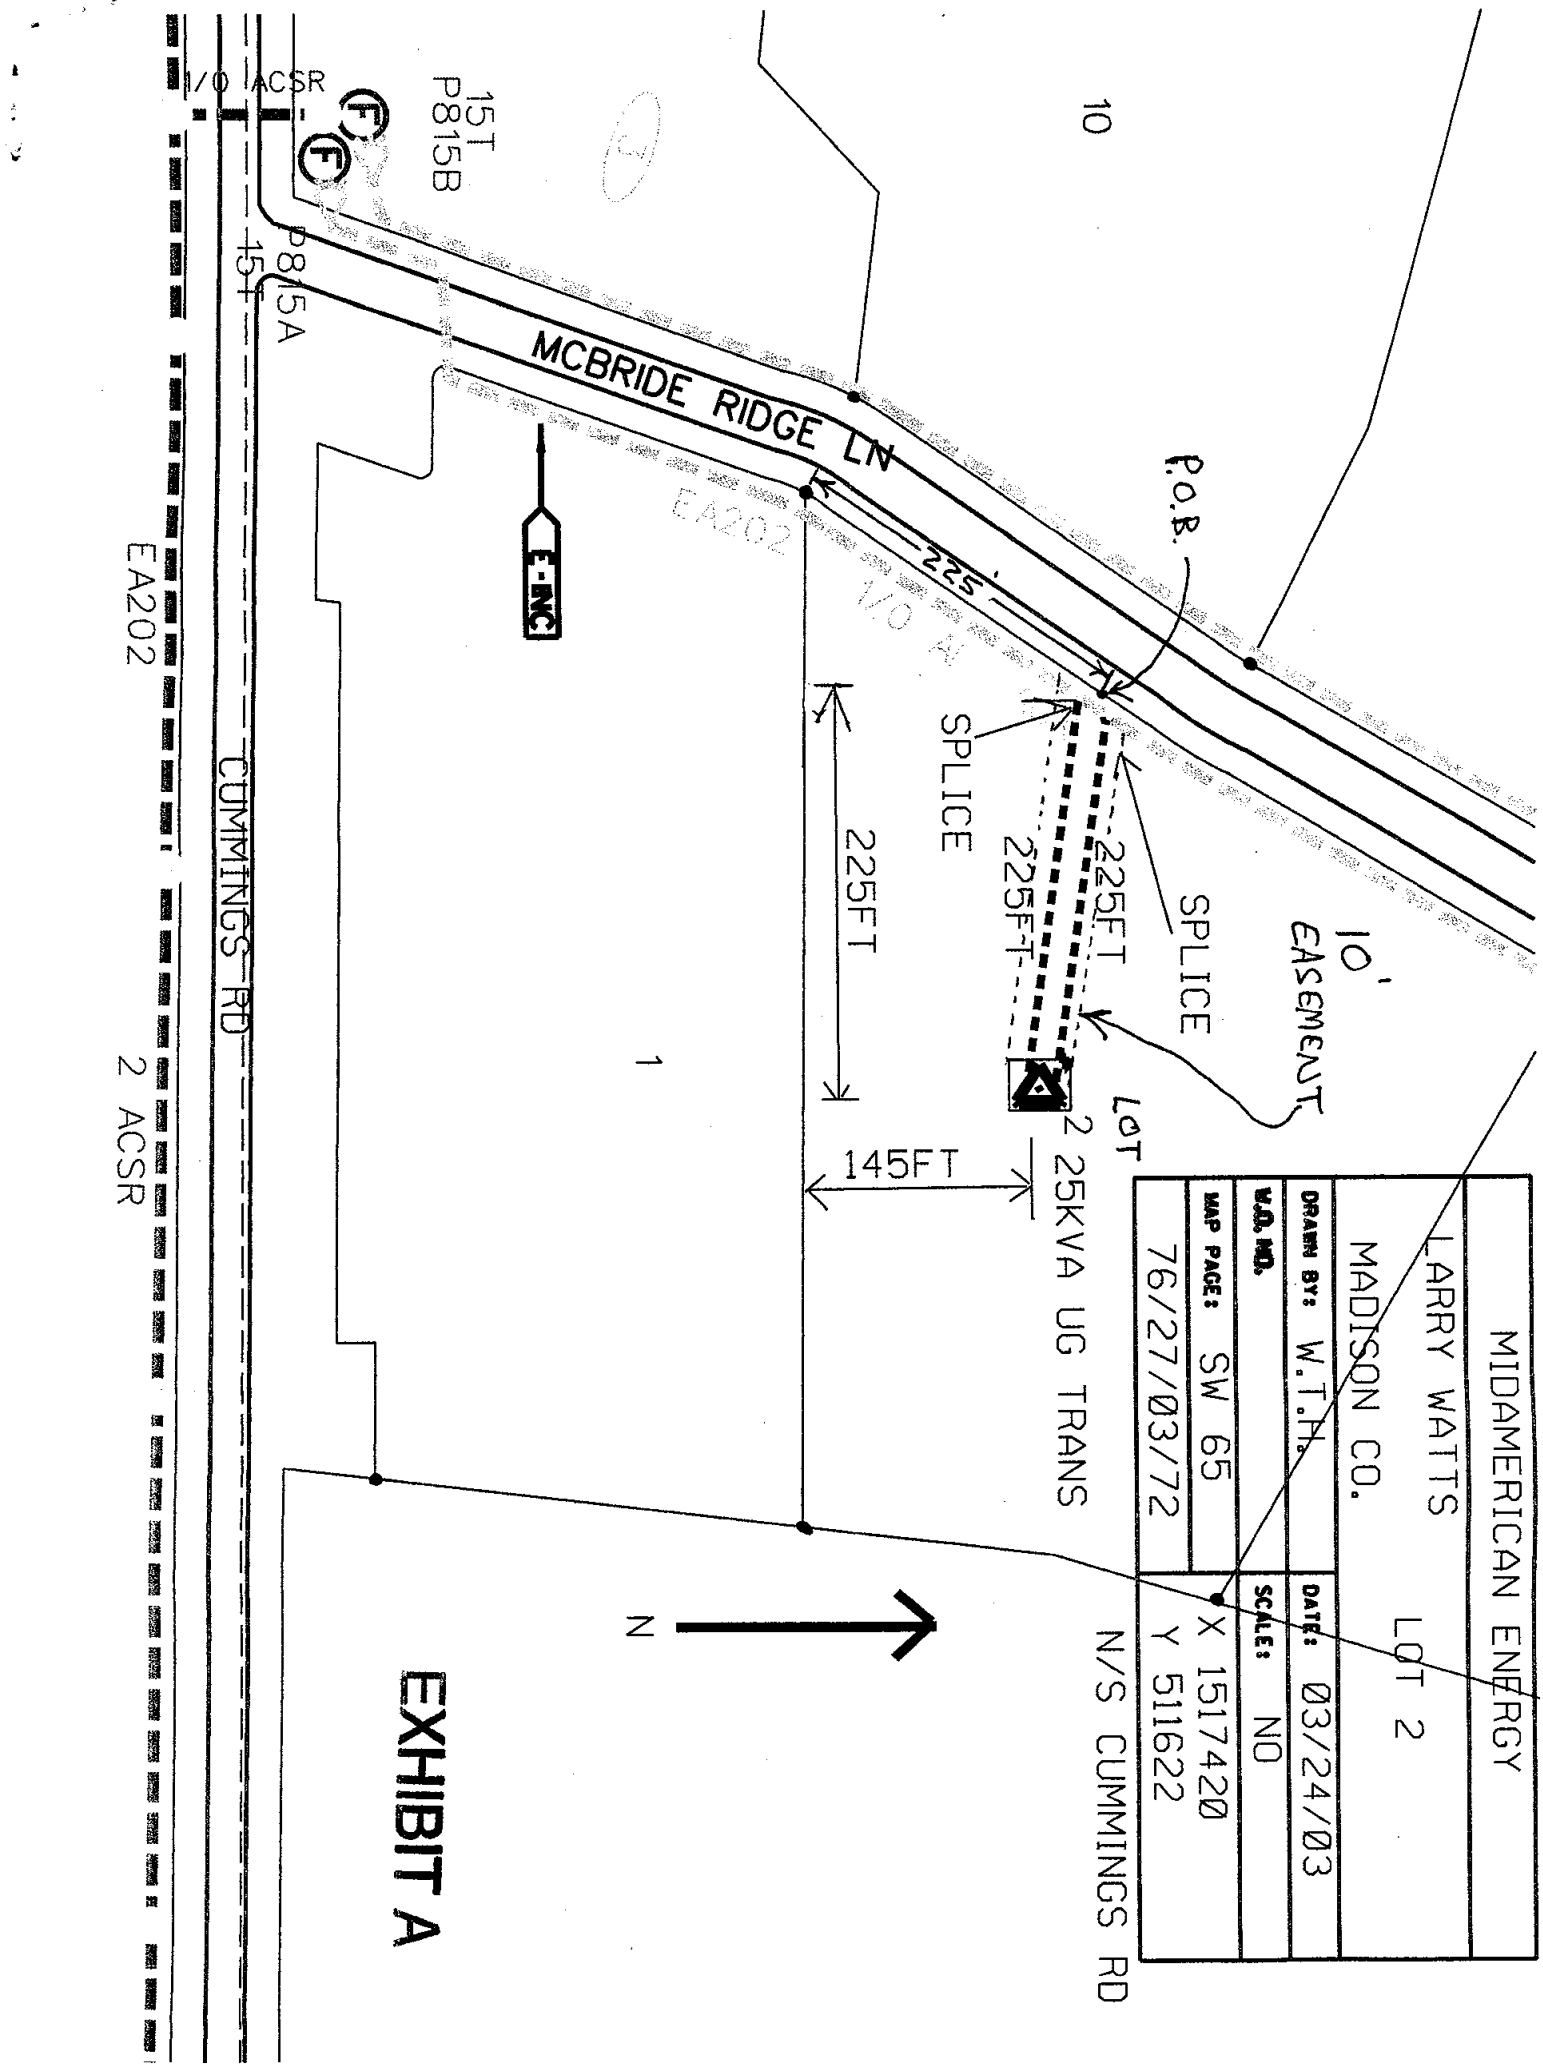 MIDAMERICAN ENERGY
LARRY WATTS LOT 2
MADISON CO.
DRAWN BY: W.T.H. DATE: 03/24/03
W.O. NO. SCALE: NO
MAP PAGE: SW 65 X 1517420
76/27/03/72 Y 511622
N/S CUMMINGS RD
10
P.O.B.
10'
EASEMENT
SPLICE
LOT
2 25KVA UG TRANS
225FT
225FT
SPLICE
225'
145FT
225FT
MCBRIDE RIDGE LN
EA202
1/0 Al
E-INC
1
N
15T
P815B
F
F
1/0 ACSR
P815A
15T
CUMMINGS RD
EA202
2 ACSR
EXHIBIT A